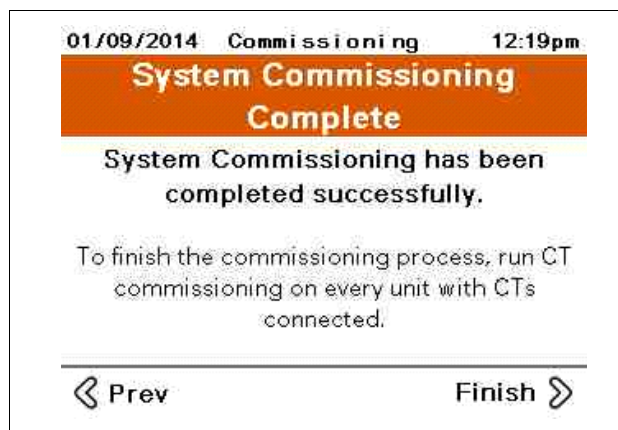 01/09/2014 Commissioning 12:19pm
System Commissioning
Complete
System Commissioning has been
completed successfully.
To finish the commissioning process, run CT
commissioning on every unit with CTs
connected.
Prev Finish